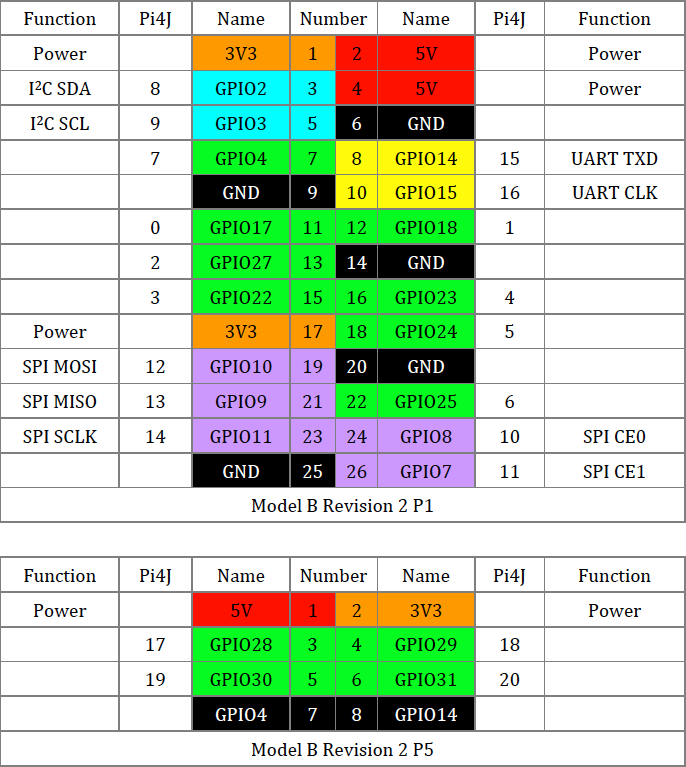 Function Pi4J Name Number Name Pi4J Function
Power 3V3 1 2 5V Power
I²C SDA 8 GPIO2 3 4 5V Power
I²C SCL 9 GPIO3 5 6 GND
7 GPIO4 7 8 GPIO14 15 UART TXD
GND 9 10 GPIO15 16 UART CLK
0 GPIO17 11 12 GPIO18 1
2 GPIO27 13 14 GND
3 GPIO22 15 16 GPIO23 4
Power 3V3 17 18 GPIO24 5
SPI MOSI 12 GPIO10 19 20 GND
SPI MISO 13 GPIO9 21 22 GPIO25 6
SPI SCLK 14 GPIO11 23 24 GPIO8 10 SPI CE0
GND 25 26 GPIO7 11 SPI CE1
Model B Revision 2 P1
Function Pi4J Name Number Name Pi4J Function
Power 5V 1 2 3V3 Power
17 GPIO28 3 4 GPIO29 18
19 GPIO30 5 6 GPIO31 20
GPIO4 7 8 GPIO14
Model B Revision 2 P5